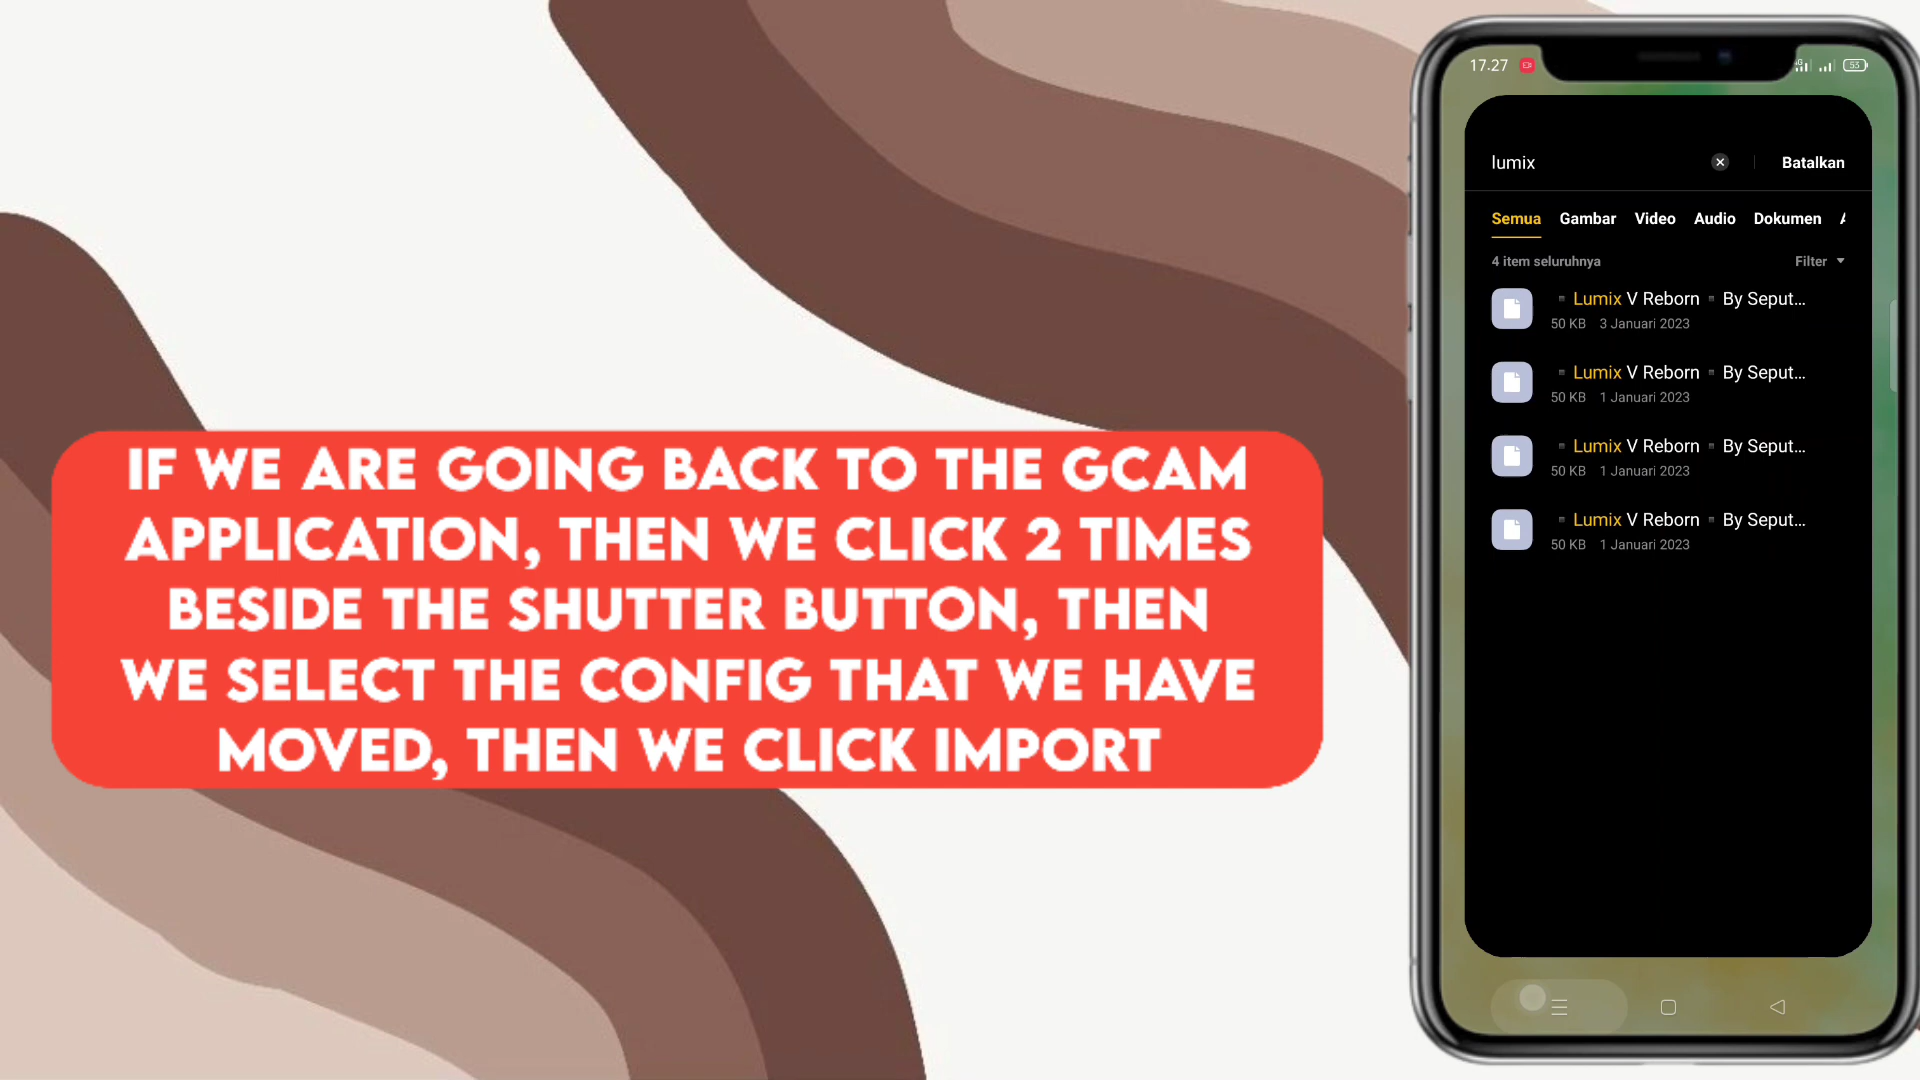 IF WE ARE GOING BACK TO THE GCAM
APPLICATION, THEN WE CLICK 2 TIMES
BESIDE THE SHUTTER BUTTON, THEN
WE SELECT THE CONFIG THAT WE HAVE
MOVED, THEN WE CLICK IMPORT
17.27
53
lumix
Batalkan
Semua Gambar Video Audio Dokumen
4 item seluruhnya
Filter
▪ Lumix V Reborn ▪ By Seput...
50 KB 3 Januari 2023
▪ Lumix V Reborn ▪ By Seput...
50 KB 1 Januari 2023
▪ Lumix V Reborn ▪ By Seput...
50 KB 1 Januari 2023
▪ Lumix V Reborn ▪ By Seput...
50 KB 1 Januari 2023